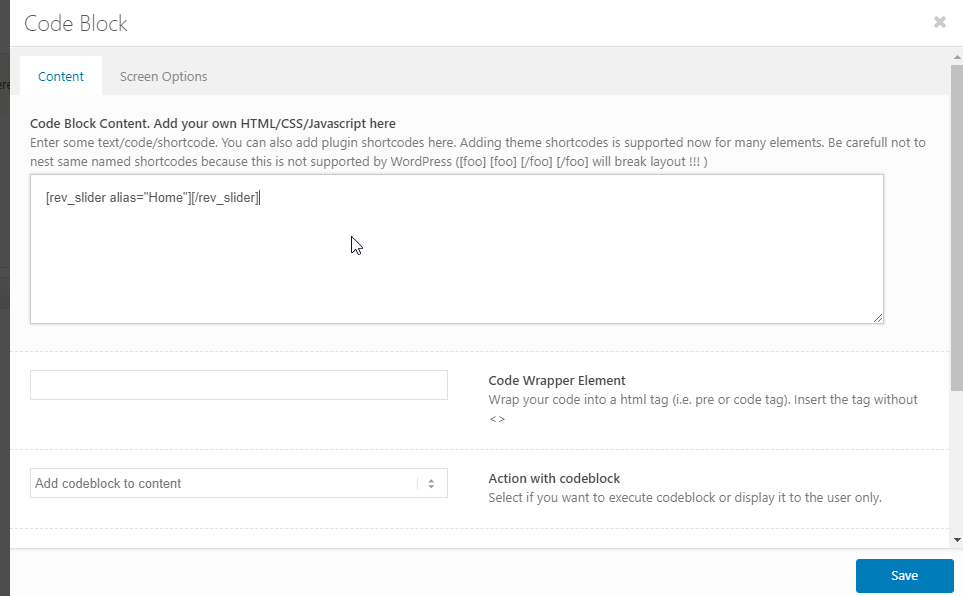 Code Block
Content
Screen Options
Code Block Content. Add your own HTML/CSS/Javascript here
Enter some text/code/shortcode. You can also add plugin shortcodes here. Adding theme shortcodes is supported now for many elements. Be carefull not to
nest same named shortcodes because this is not supported by WordPress ([foo] [foo] [/foo] [/foo] will break layout !!! )
[rev_slider alias="Home"][/rev_slider]
Code Wrapper Element
Wrap your code into a html tag (i.e. pre or code tag). Insert the tag without
<>
Add codeblock to content
Action with codeblock
Select if you want to execute codeblock or display it to the user only.
Save